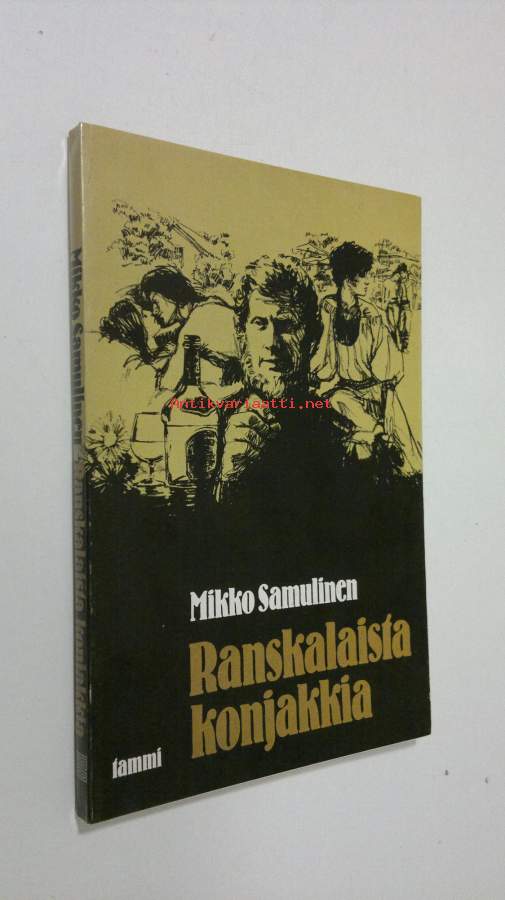 Antikvariaatti.net
Mikko Samulinen
Ranskalaista
konjakkia
tammi
Mikko Samulinen Ranskalaista konjakkia